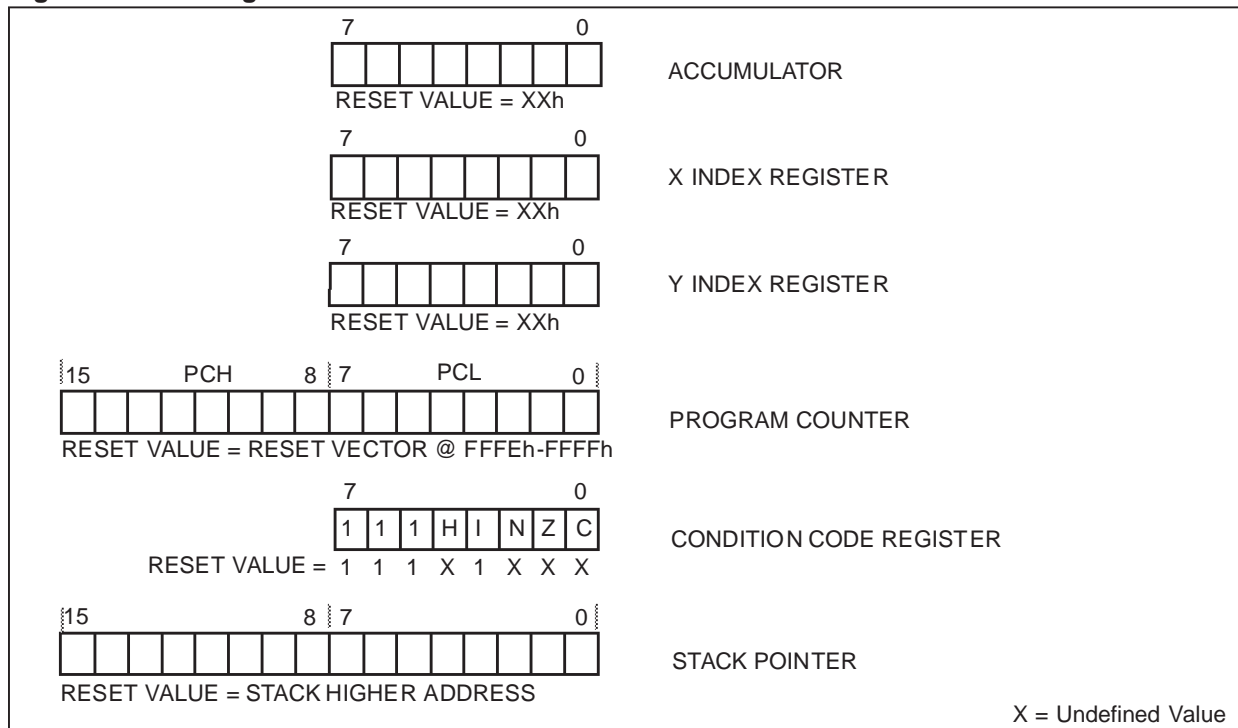 7 0
ACCUMULATOR
RESET VALUE = XXh
7 0
X INDEX REGISTER
RESET VALUE = XXh
7 0
Y INDEX REGISTER
RESET VALUE = XXh
15 PCH 8 7 PCL 0
PROGRAM COUNTER
RESET VALUE = RESET VECTOR @ FFFEh-FFFFh
7 0
1 1 1 H I N Z C
CONDITION CODE REGISTER
RESET VALUE = 1 1 1 X 1 X X X
15 8 7 0
STACK POINTER
RESET VALUE = STACK HIGHER ADDRESS
X = Undefined Value